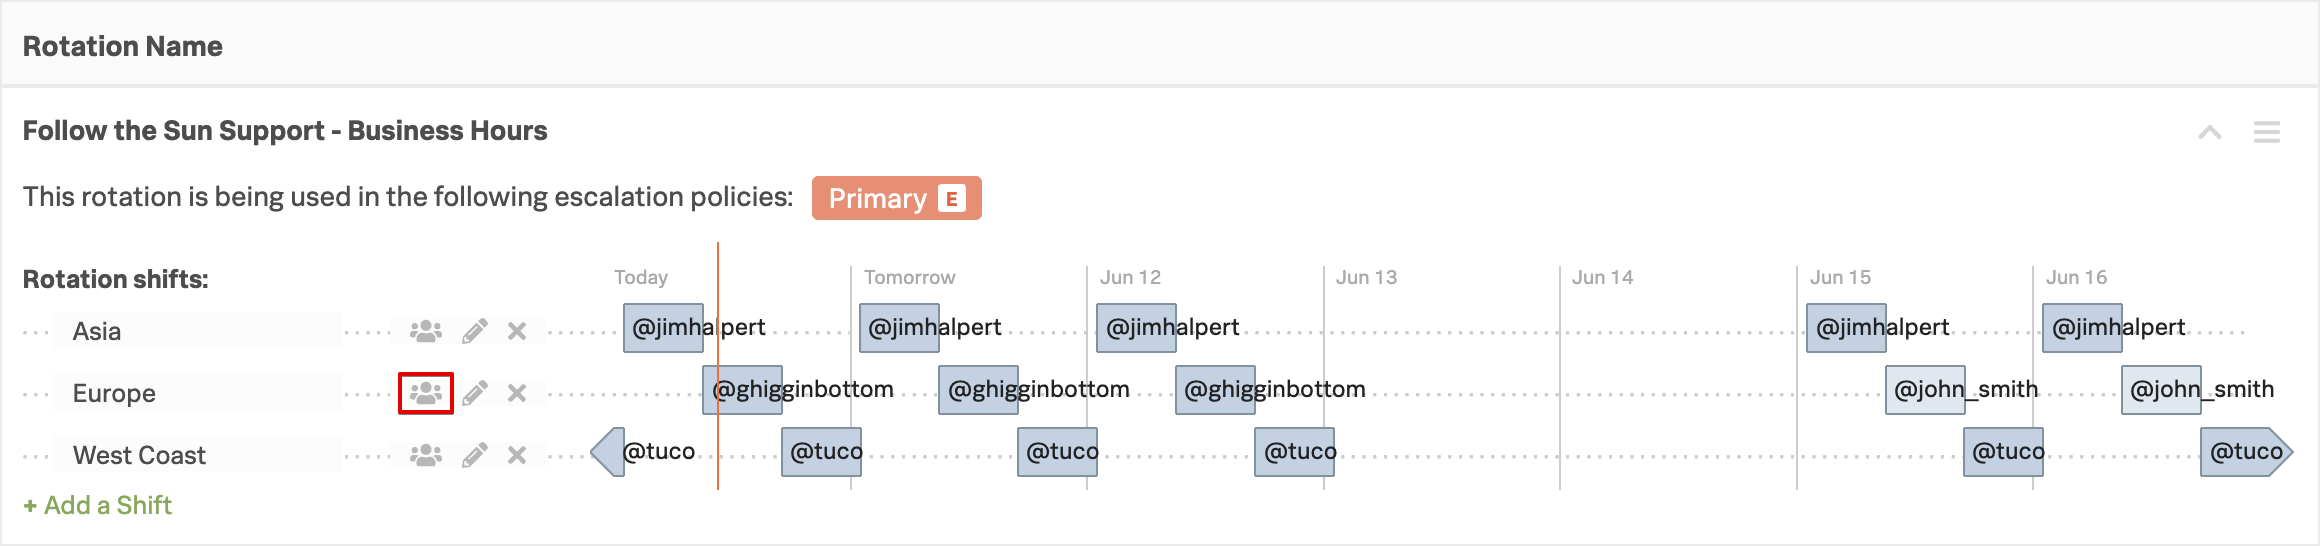 Rotation Name
Follow the Sun Support - Business Hours
This rotation is being used in the following escalation policies: Primary E
Rotation shifts: Today Tomorrow Jun 12 Jun 13 Jun 14 Jun 15 Jun 16
Asia @jimhalpert @jimhalpert @jimhalpert @jimhalpert @jimhalpert
Europe @ghigginbottom @ghigginbottom @ghigginbottom @john_smith @john_smith
West Coast @tuco @tuco @tuco @tuco @tuco @tuco
+ Add a Shift